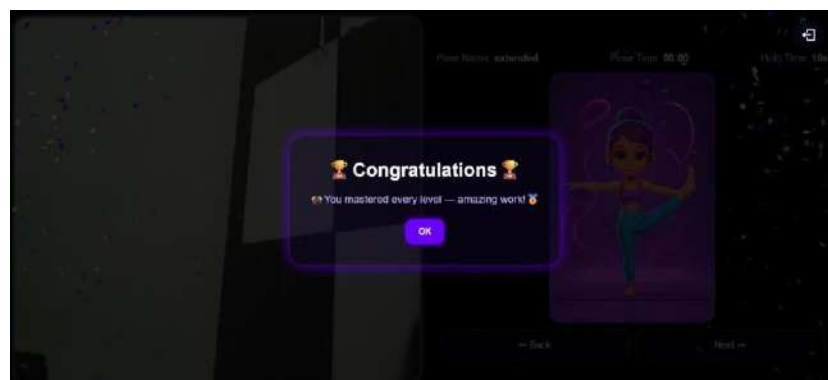 Pose Name: extended
Pose Time: 00:00
Hold Time: 10s
🏆 Congratulations 🏆
You mastered every level — amazing work! 🏅
OK
Back
Next